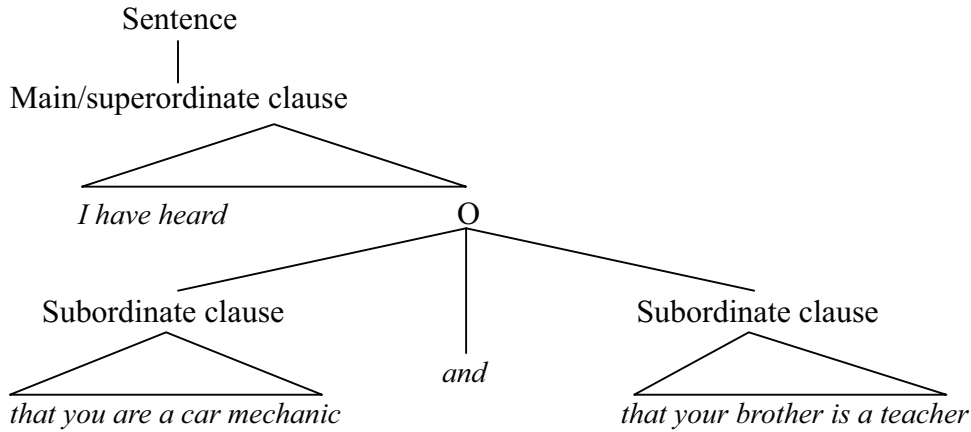 Sentence
Main/superordinate clause
I have heard
O
Subordinate clause
Subordinate clause
and
that you are a car mechanic
that your brother is a teacher